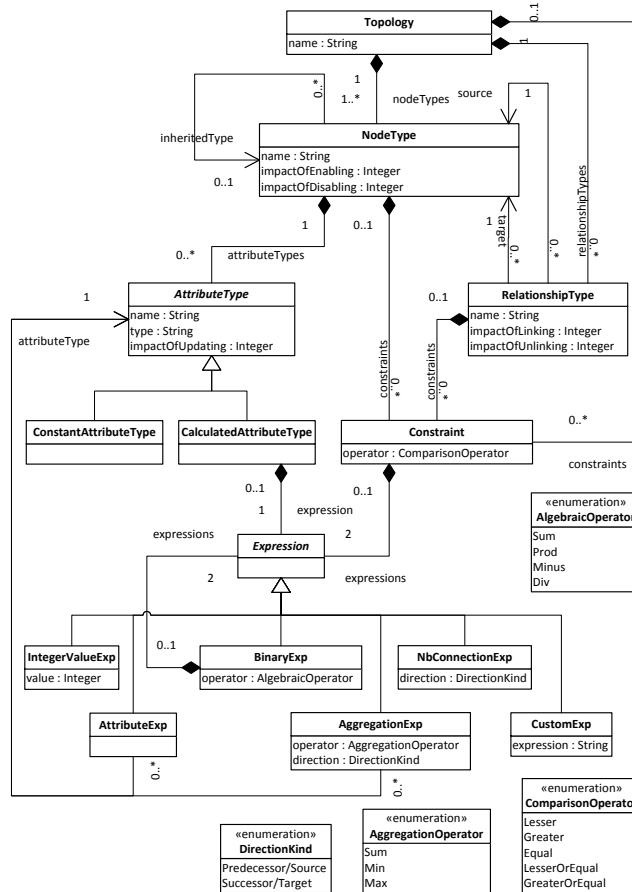 Topology
name : String
0..1
1
1
1..*
nodeTypes
source
1
0..*
inheritedType
0..1
NodeType
name : String
impactOfEnabling : Integer
impactOfDisabling : Integer
1
0..1
1
target
0..*
0..*
relationshipTypes
0..*
0..*
attributeTypes
1
attributeType
AttributeType
name : String
type : String
impactOfUpdating : Integer
0..1
RelationshipType
name : String
impactOfLinking : Integer
impactOfUnlinking : Integer
constraints
0..*
constraints
0..*
ConstantAttributeType
CalculatedAttributeType
Constraint
operator : ComparisonOperator
0..*
constraints
0..1
1
expression
0..1
2
expressions
expressions
2
Expression
«enumeration»
AlgebraicOperator
Sum
Prod
Minus
Div
0..1
IntegerValueExp
value : Integer
BinaryExp
operator : AlgebraicOperator
NbConnectionExp
direction : DirectionKind
AttributeExp
0..*
AggregationExp
operator : AggregationOperator
direction : DirectionKind
0..*
CustomExp
expression : String
«enumeration»
DirectionKind
Predecessor/Source
Successor/Target
«enumeration»
AggregationOperator
Sum
Min
Max
«enumeration»
ComparisonOperator
Lesser
Greater
Equal
LesserOrEqual
GreaterOrEqual